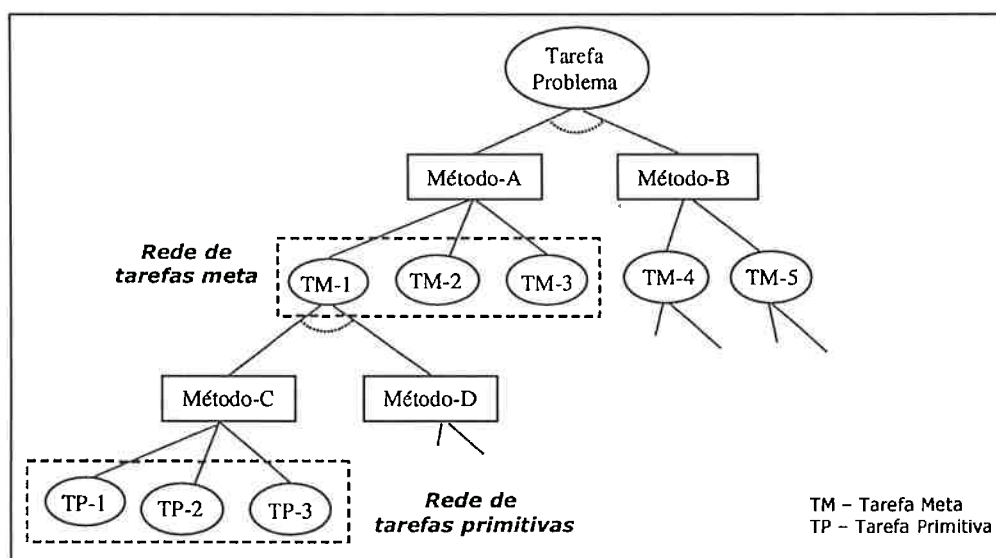 Tarefa
Problema
Método-A
Método-B
Rede de
tarefas meta
TM-1
TM-2
TM-3
TM-4
TM-5
Método-C
Método-D
TP-1
TP-2
TP-3
Rede de
tarefas primitivas
TM – Tarefa Meta
TP – Tarefa Primitiva